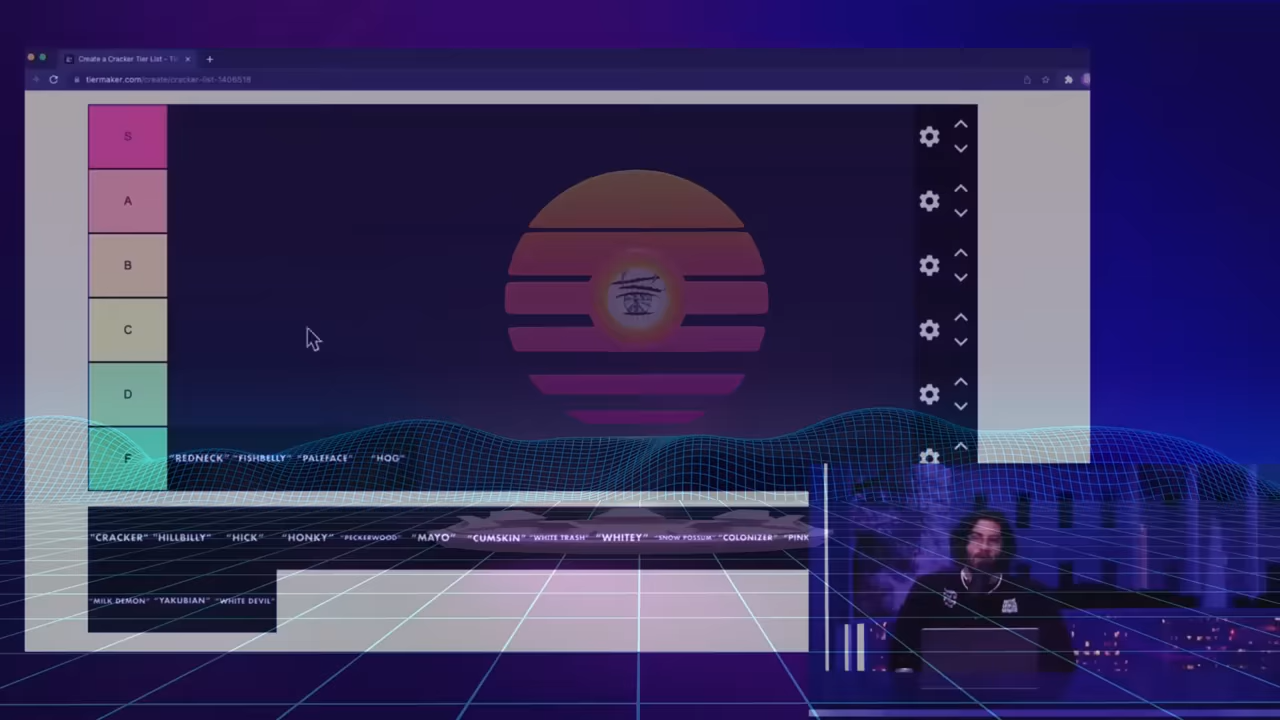 Create a Cracker Tier List - Ti
tiermaker.com/create/cracker-list-1406518
S
A
B
C
D
F
"REDNECK" "FISHBELLY" "PALEFACE" "HOG"
"CRACKER" "HILLBILLY" "HICK" "HONKY" "PECKERWOOD" "MAYO" "CUMSKIN" "WHITE TRASH" "WHITEY" "SNOW POSSUM" "COLONIZER" "PINK
"MILK DEMON" "YAKUBIAN" "WHITE DEVIL"